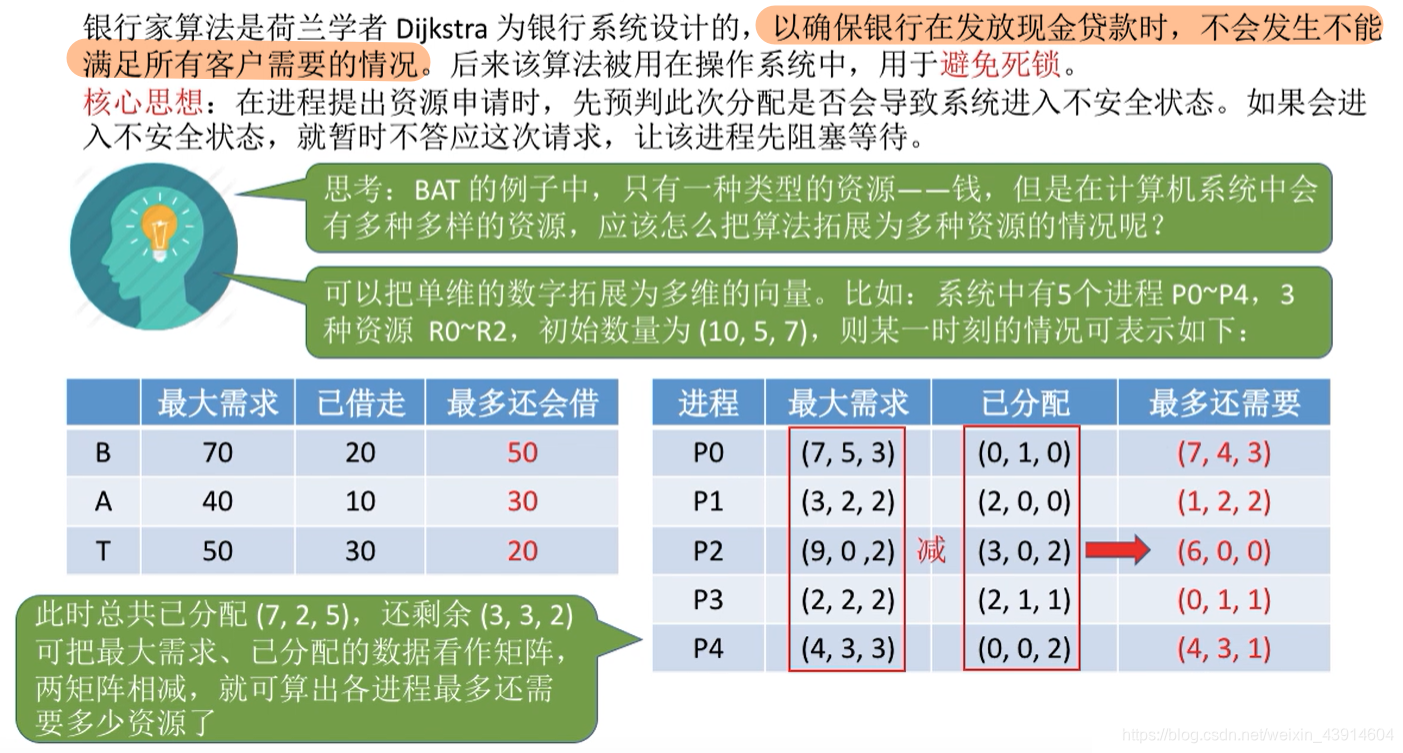 银行家算法是荷兰学者 Dijkstra 为银行系统设计的，以确保银行在发放现金贷款时，不会发生不能
满足所有客户需要的情况。后来该算法被用在操作系统中，用于避免死锁。
核心思想：在进程提出资源申请时，先预判此次分配是否会导致系统进入不安全状态。如果会进
入不安全状态，就暂时不答应这次请求，让该进程先阻塞等待。
思考：BAT 的例子中，只有一种类型的资源——钱，但是在计算机系统中会
有多种多样的资源，应该怎么把算法拓展为多种资源的情况呢？
可以把单维的数字拓展为多维的向量。比如：系统中有5个进程 P0~P4，3
种资源 R0~R2，初始数量为 (10, 5, 7)，则某一时刻的情况可表示如下：
最大需求 已借走 最多还会借
B 70 20 50
A 40 10 30
T 50 30 20
此时总共已分配 (7, 2, 5)，还剩余 (3, 3, 2)
可把最大需求、已分配的数据看作矩阵，
两矩阵相减，就可算出各进程最多还需
要多少资源了
进程 最大需求 已分配 最多还需要
P0 (7, 5, 3) (0, 1, 0) (7, 4, 3)
P1 (3, 2, 2) (2, 0, 0) (1, 2, 2)
P2 (9, 0 ,2) 减 (3, 0, 2) (6, 0, 0)
P3 (2, 2, 2) (2, 1, 1) (0, 1, 1)
P4 (4, 3, 3) (0, 0, 2) (4, 3, 1)
https://blog.csdn.net/weixin_43914604